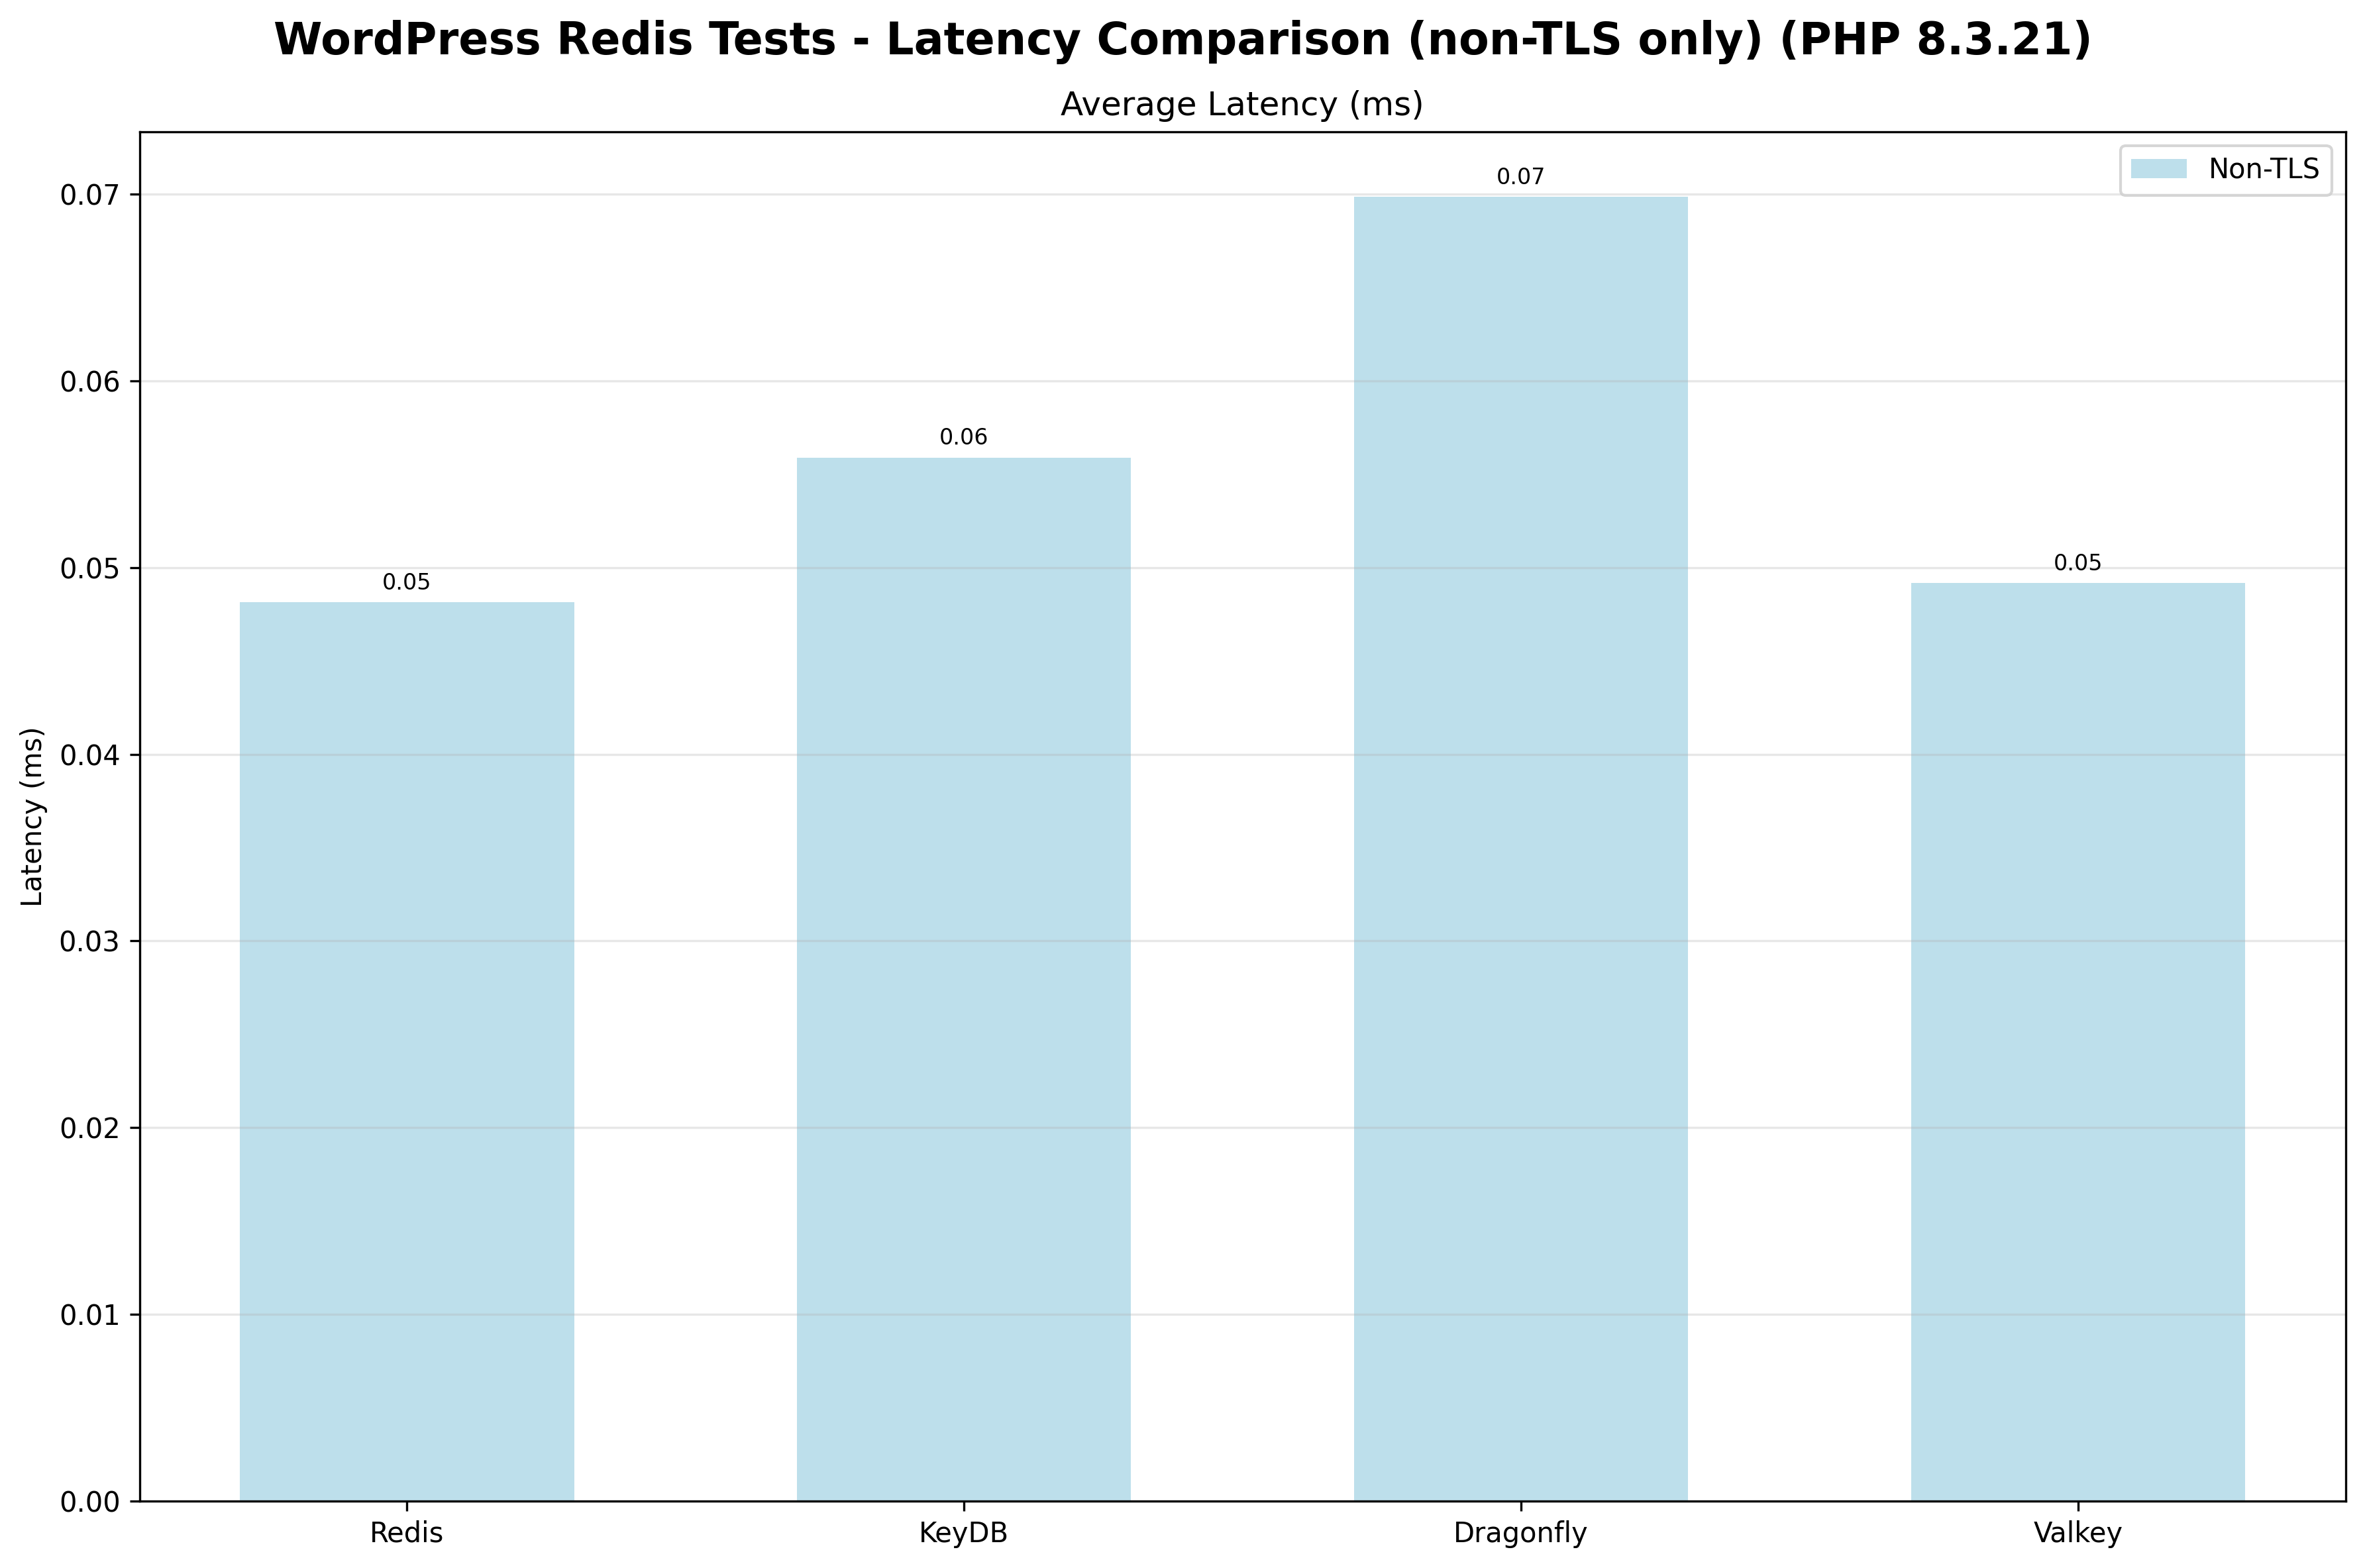 WordPress Redis Tests - Latency Comparison (non-TLS only) (PHP 8.3.21)
Average Latency (ms)
Non-TLS
0.07
0.06
0.05
0.04
0.03
0.02
0.01
0.00
Latency (ms)
0.05
0.06
0.07
0.05
Redis
KeyDB
Dragonfly
Valkey